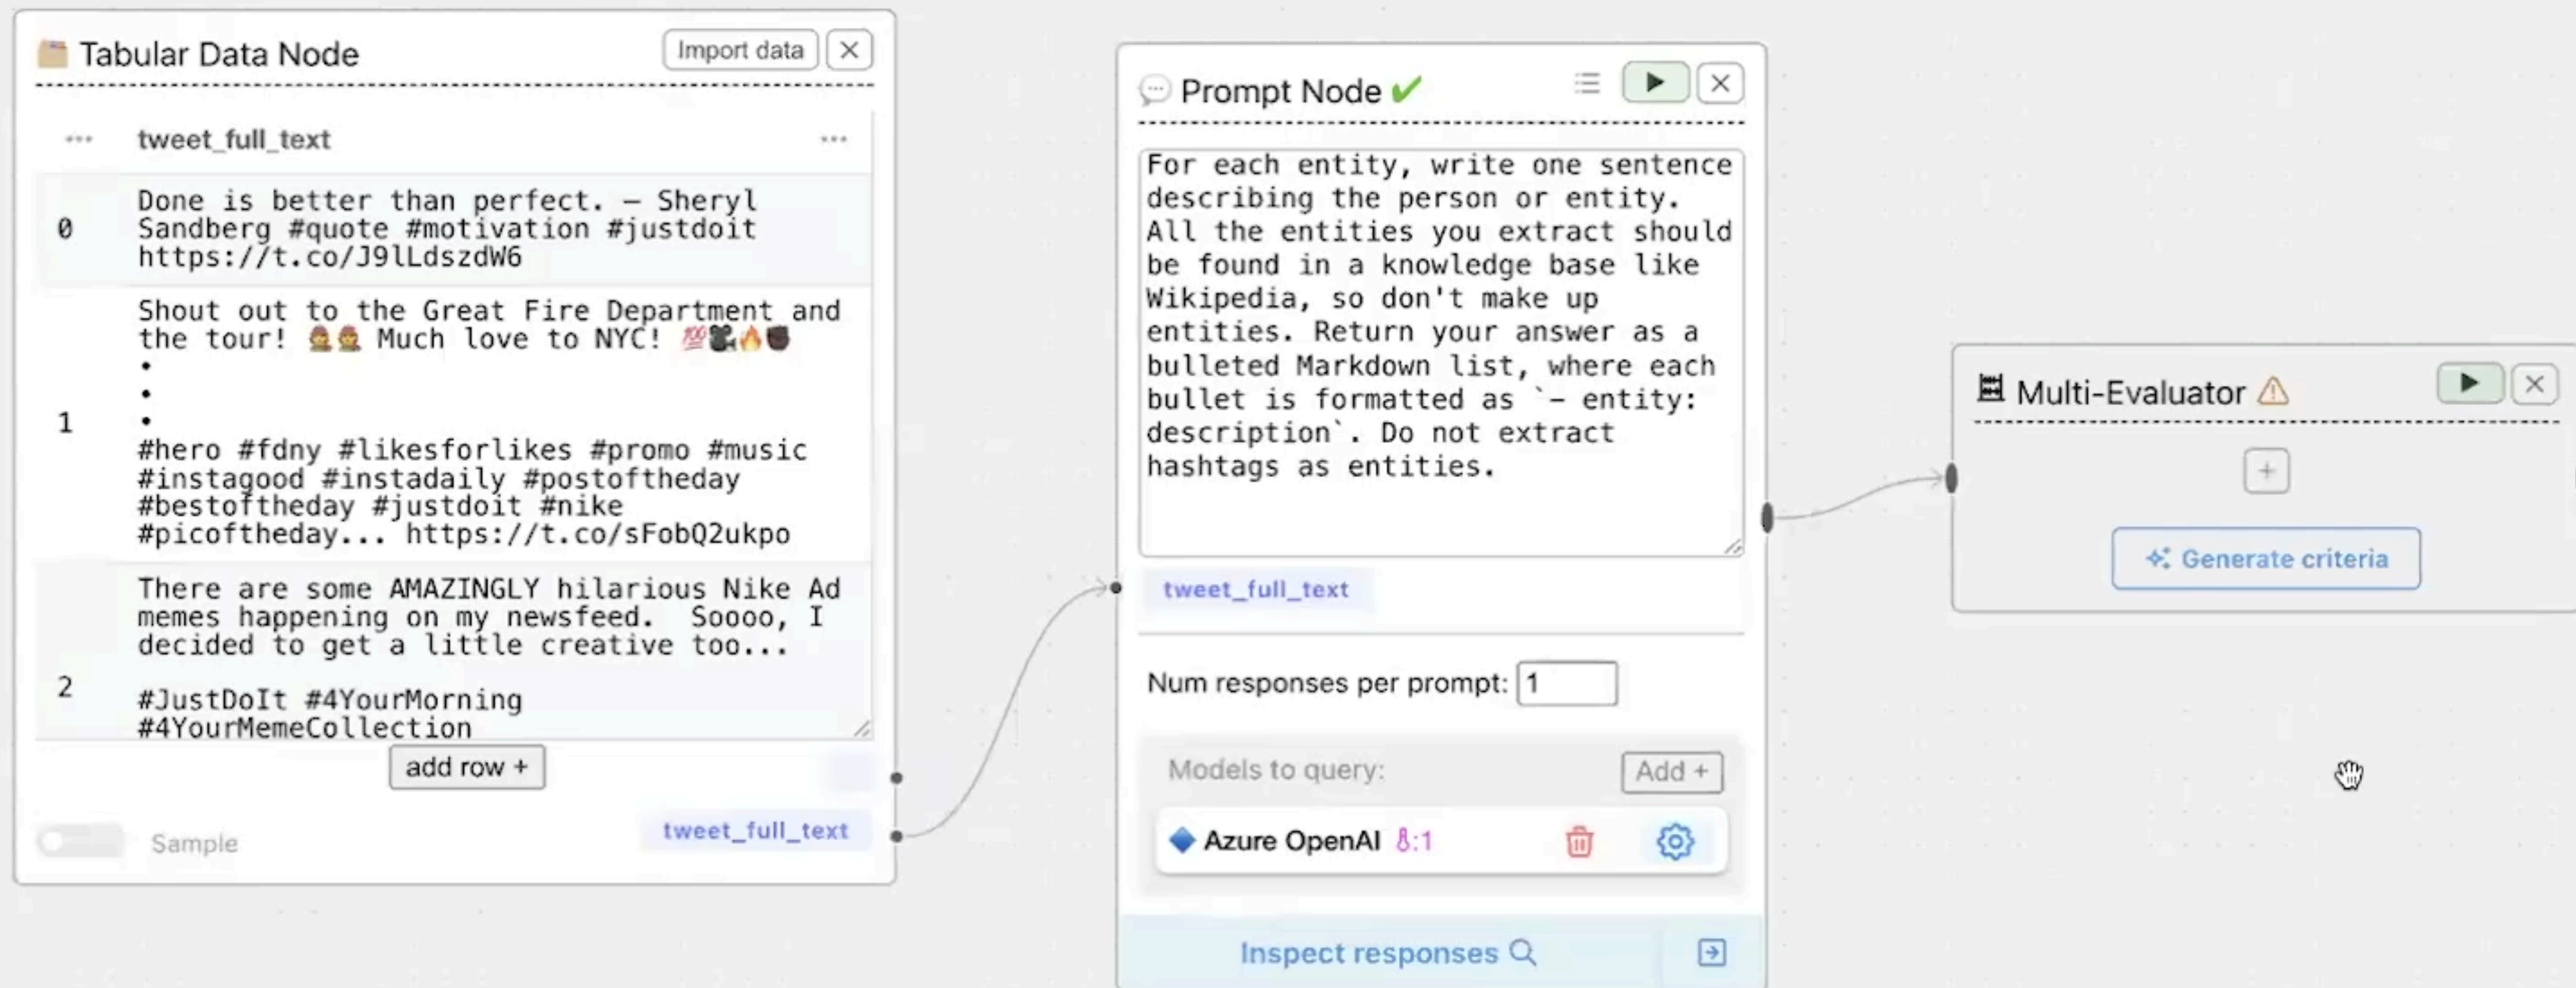 Tabular Data Node
Import data
tweet_full_text
0
Done is better than perfect. — Sheryl
Sandberg #quote #motivation #justdoit
https://t.co/J9lLdszdW6
1
Shout out to the Great Fire Department and
the tour! 👩‍🚒👩‍🚒 Much love to NYC! 💯🎥🔥✊🏿
•
•
•
#hero #fdny #likesforlikes #promo #music
#instagood #instadaily #postoftheday
#bestoftheday #justdoit #nike
#picoftheday... https://t.co/sFobQ2ukpo
2
There are some AMAZINGLY hilarious Nike Ad
memes happening on my newsfeed.  Soooo, I
decided to get a little creative too...
#JustDoIt #4YourMorning
#4YourMemeCollection
add row +
Sample
tweet_full_text
Prompt Node
For each entity, write one sentence
describing the person or entity.
All the entities you extract should
be found in a knowledge base like
Wikipedia, so don't make up
entities. Return your answer as a
bulleted Markdown list, where each
bullet is formatted as `- entity:
description`. Do not extract
hashtags as entities.
tweet_full_text
Num responses per prompt: 1
Models to query:
Add +
Azure OpenAI 🌡:1
Inspect responses
Multi-Evaluator
+
Generate criteria